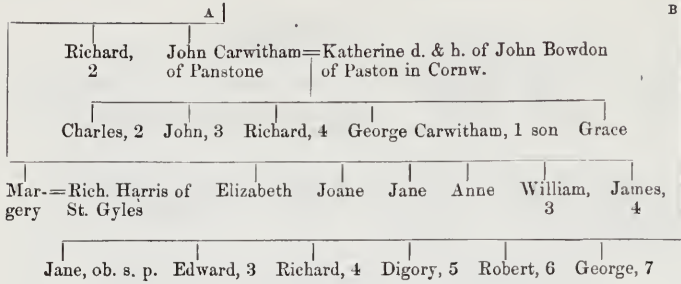 A B
Richard, John Carwitham=Katherine d. & h. of John Bowdon
2 of Panstone of Paston in Cornw.
Charles, 2 John, 3 Richard, 4 George Carwitham, 1 son Grace
Mar-=Rich. Harris of Elizabeth Joane Jane Anne William, James,
gery St. Gyles 3 4
Jane, ob. s. p. Edward, 3 Richard, 4 Digory, 5 Robert, 6 George, 7